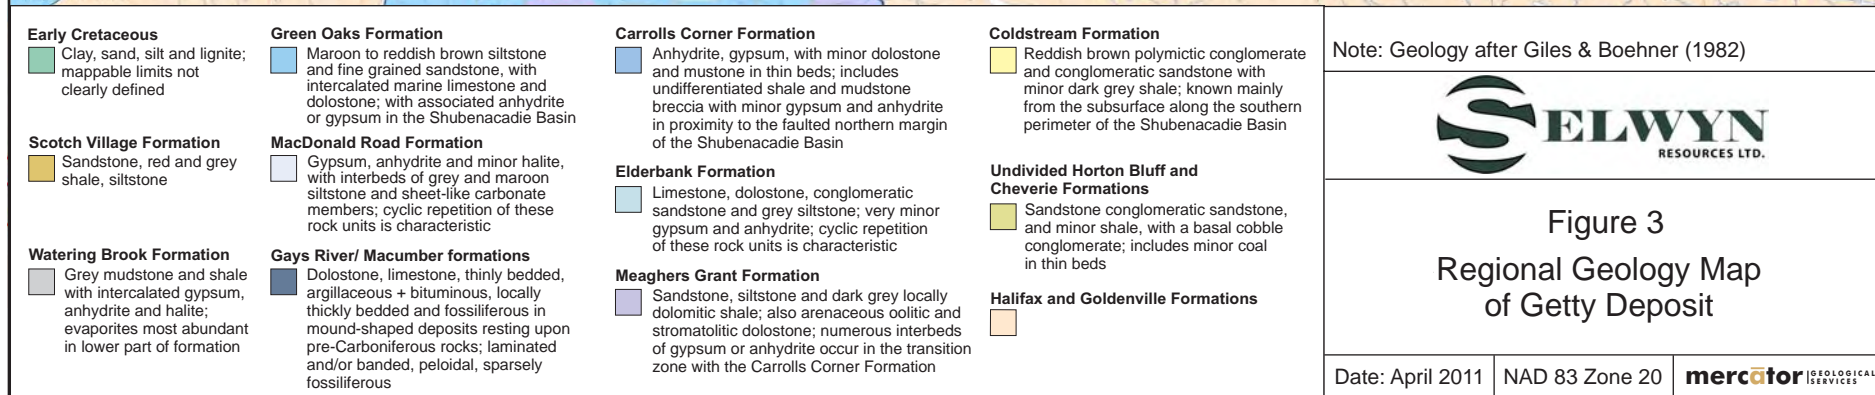 Early Cretaceous
Clay, sand, silt and lignite;
mappable limits not
clearly defined
Scotch Village Formation
Sandstone, red and grey
shale, siltstone
Watering Brook Formation
Grey mudstone and shale
with intercalated gypsum,
anhydrite and halite;
evaporites most abundant
in lower part of formation
Green Oaks Formation
Maroon to reddish brown siltstone
and fine grained sandstone, with
intercalated marine limestone and
dolostone; with associated anhydrite
or gypsum in the Shubenacadie Basin
MacDonald Road Formation
Gypsum, anhydrite and minor halite,
with interbeds of grey and maroon
siltstone and sheet-like carbonate
members; cyclic repetition of these
rock units is characteristic
Gays River/ Macumber formations
Dolostone, limestone, thinly bedded,
argillaceous + bituminous, locally
thickly bedded and fossiliferous in
mound-shaped deposits resting upon
pre-Carboniferous rocks; laminated
and/or banded, peloidal, sparsely
fossiliferous
Carrolls Corner Formation
Anhydrite, gypsum, with minor dolostone
and mustone in thin beds; includes
undifferentiated shale and mudstone
breccia with minor gypsum and anhydrite
in proximity to the faulted northern margin
of the Shubenacadie Basin
Elderbank Formation
Limestone, dolostone, conglomeratic
sandstone and grey siltstone; very minor
gypsum and anhydrite; cyclic repetition
of these rock units is characteristic
Meaghers Grant Formation
Sandstone, siltstone and dark grey locally
dolomitic shale; also arenaceous oolitic and
stromatolitic dolostone; numerous interbeds
of gypsum or anhydrite occur in the transition
zone with the Carrolls Corner Formation
Coldstream Formation
Reddish brown polymictic conglomerate
and conglomeratic sandstone with
minor dark grey shale; known mainly
from the subsurface along the southern
perimeter of the Shubenacadie Basin
Undivided Horton Bluff and
Cheverie Formations
Sandstone conglomeratic sandstone,
and minor shale, with a basal cobble
conglomerate; includes minor coal
in thin beds
Halifax and Goldenville Formations
Note: Geology after Giles & Boehner (1982)
SELWYN
RESOURCES LTD.
Figure 3
Regional Geology Map
of Getty Deposit
Date: April 2011
NAD 83 Zone 20
mercātor GEOLOGICAL
SERVICES